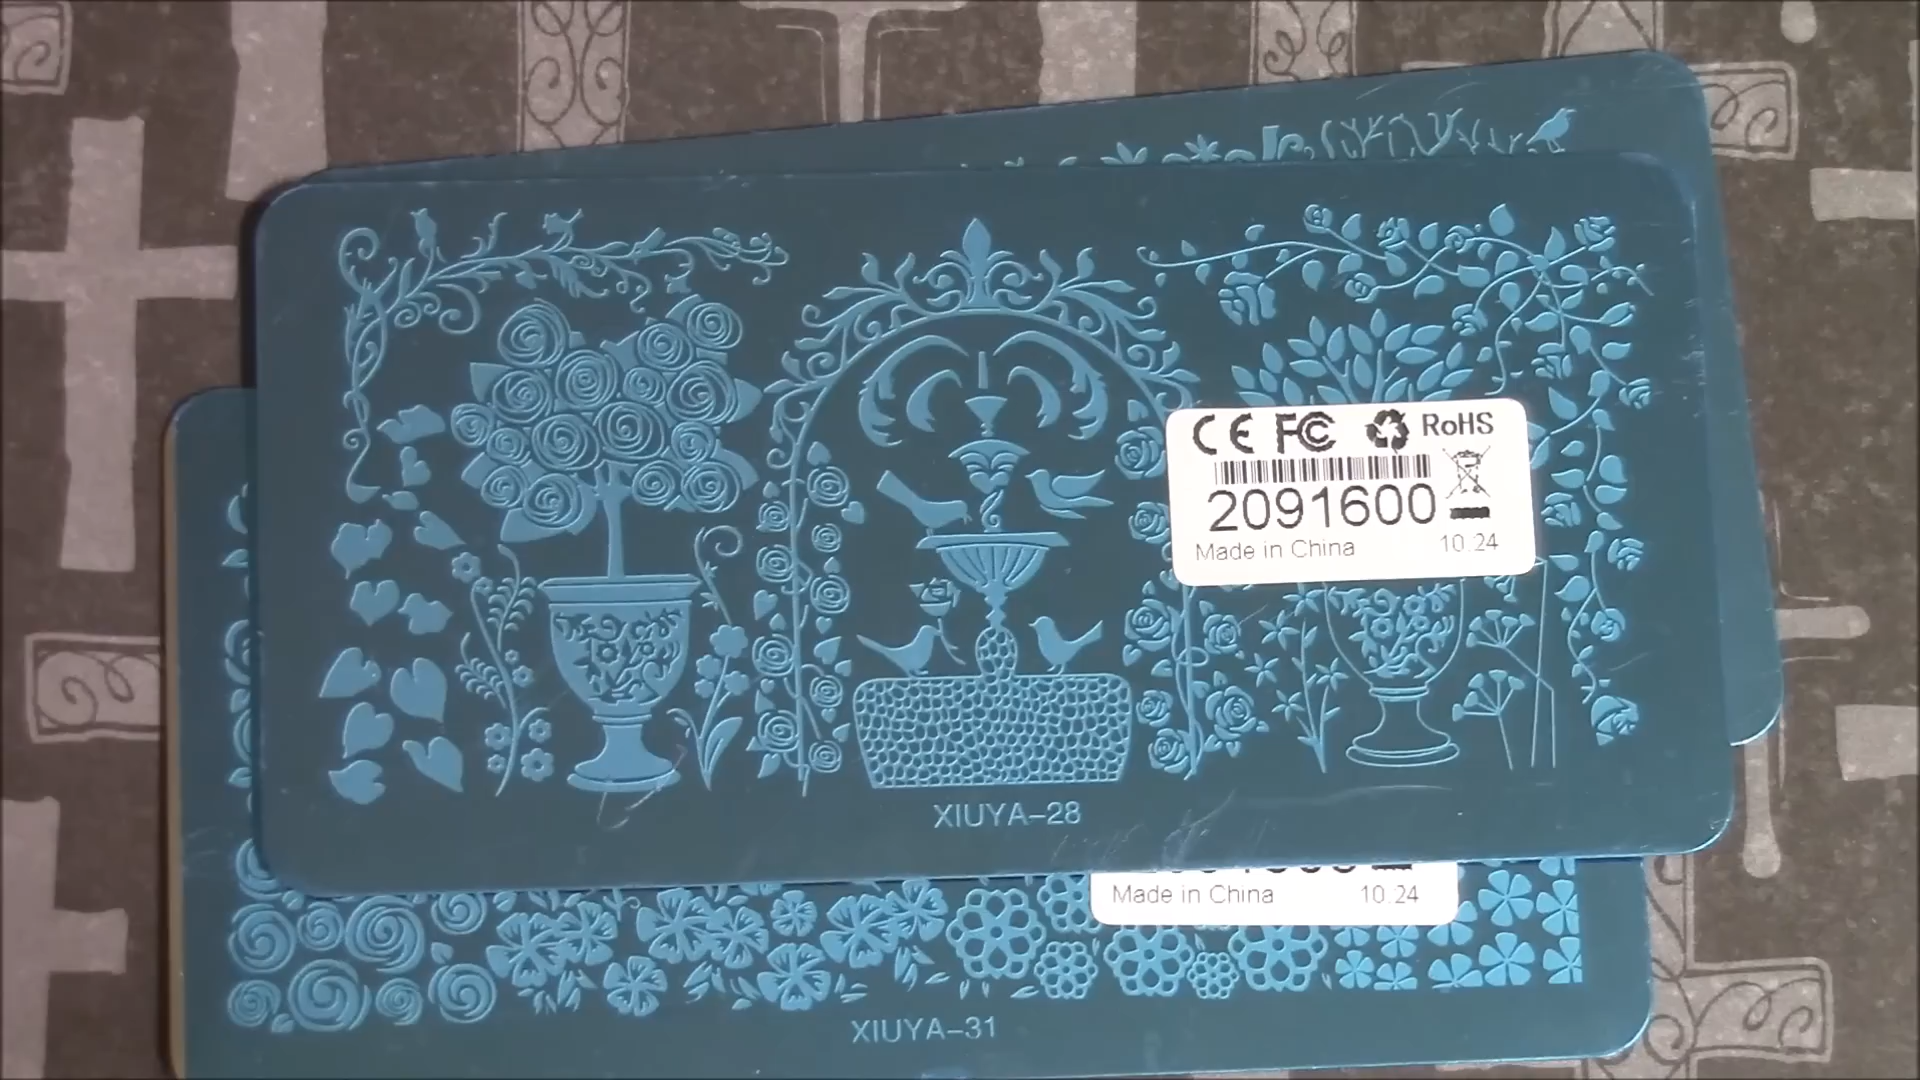 CE FC RoHS
2091600
Made in China 10.24
XIUYA-28
Made in China 10.24
XIUYA-31